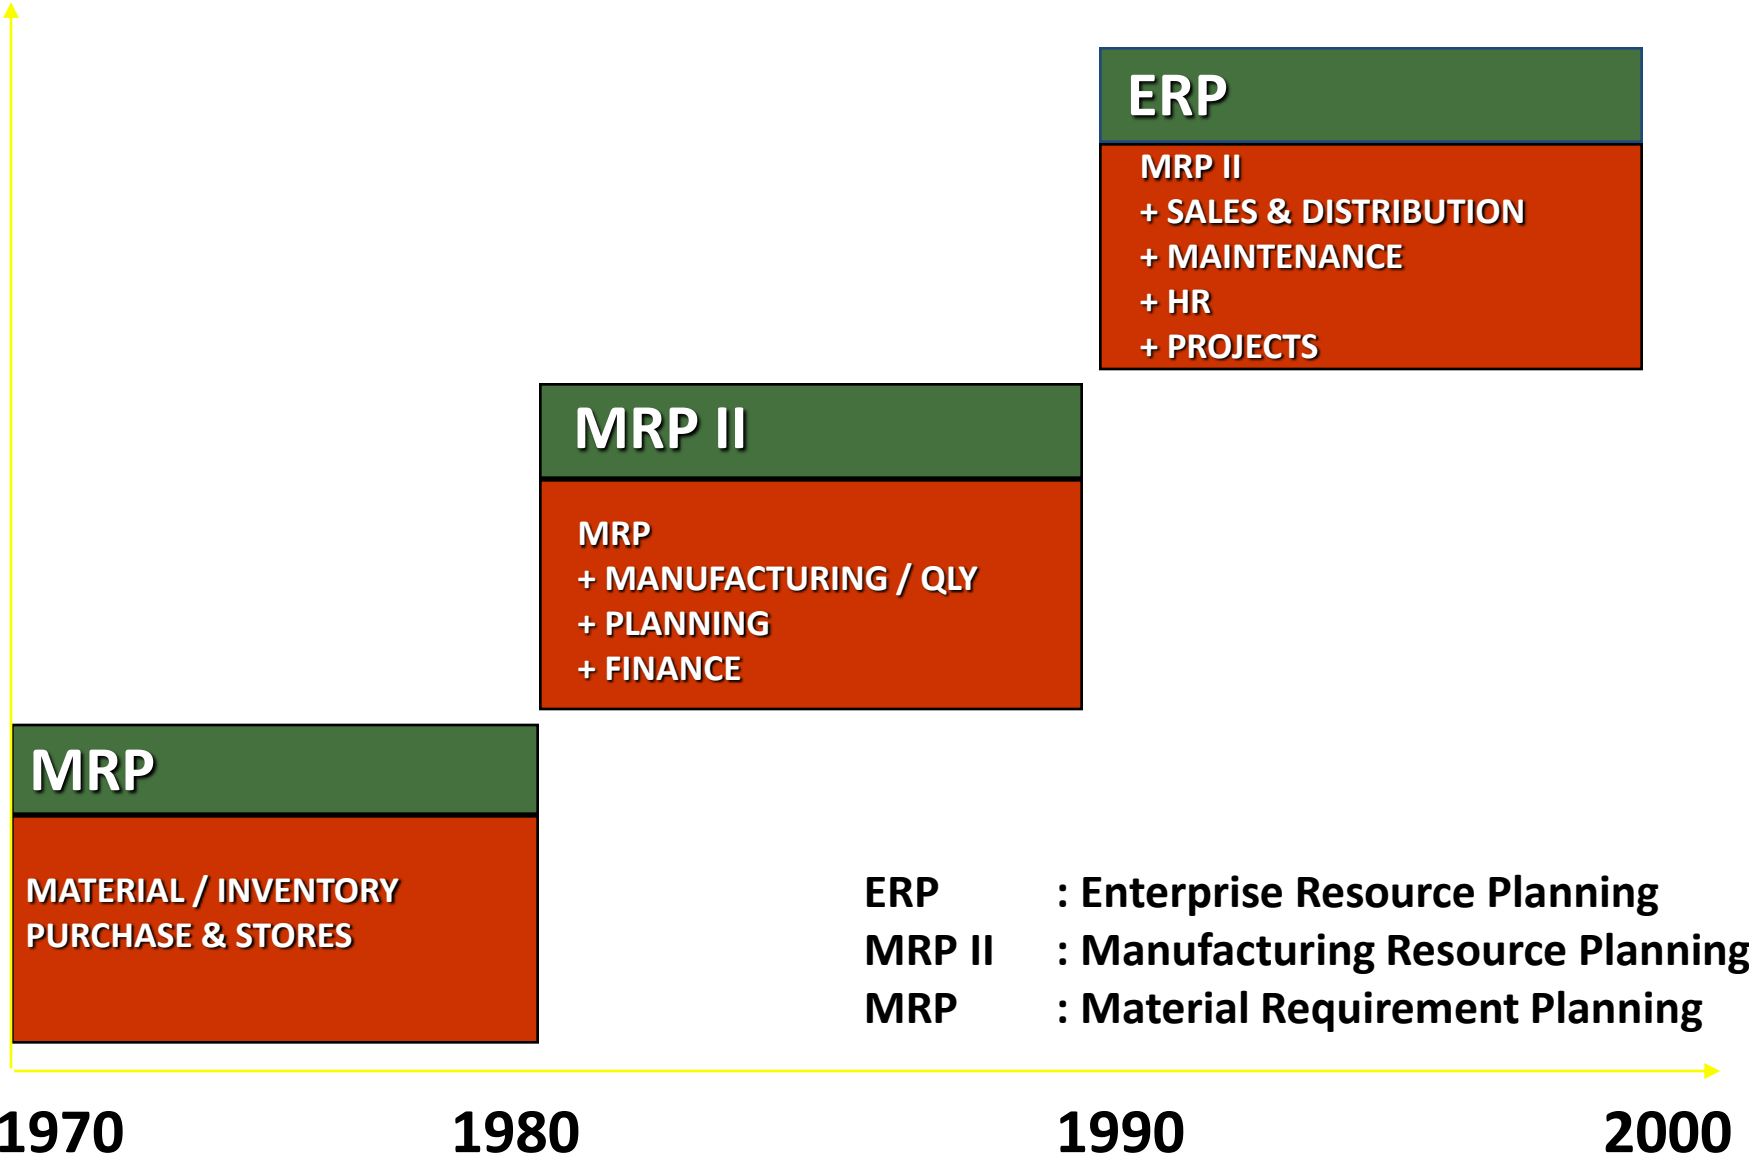 ERP
MRP II
+ SALES & DISTRIBUTION
+ MAINTENANCE
+ HR
+ PROJECTS
MRP II
MRP
+ MANUFACTURING / QLY
+ PLANNING
+ FINANCE
MRP
MATERIAL / INVENTORY
PURCHASE & STORES
ERP : Enterprise Resource Planning
MRP II : Manufacturing Resource Planning
MRP : Material Requirement Planning
1970 1980 1990 2000